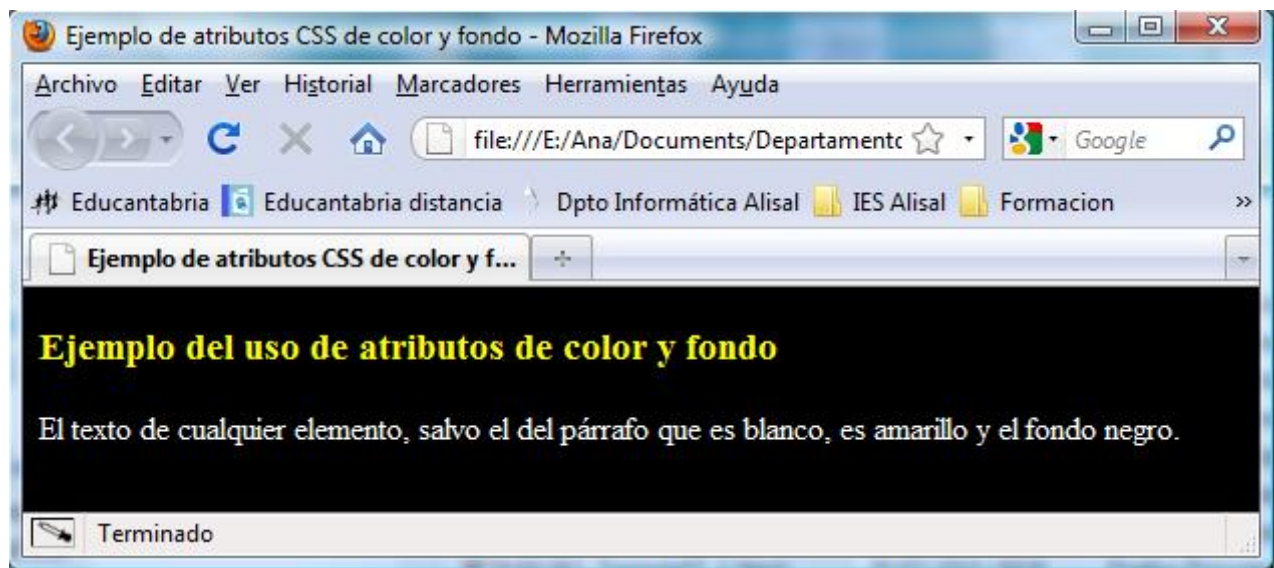 Ejemplo de atributos CSS de color y fondo - Mozilla Firefox
Archivo Editar Ver Historial Marcadores Herramientas Ayuda
file:///E:/Ana/Documents/Departamento Google
Educantabria Educantabria distancia Dpto Informática Alisal IES Alisal Formacion »
Ejemplo de atributos CSS de color y f...
Ejemplo del uso de atributos de color y fondo
El texto de cualquier elemento, salvo el del párrafo que es blanco, es amarillo y el fondo negro.
Terminado